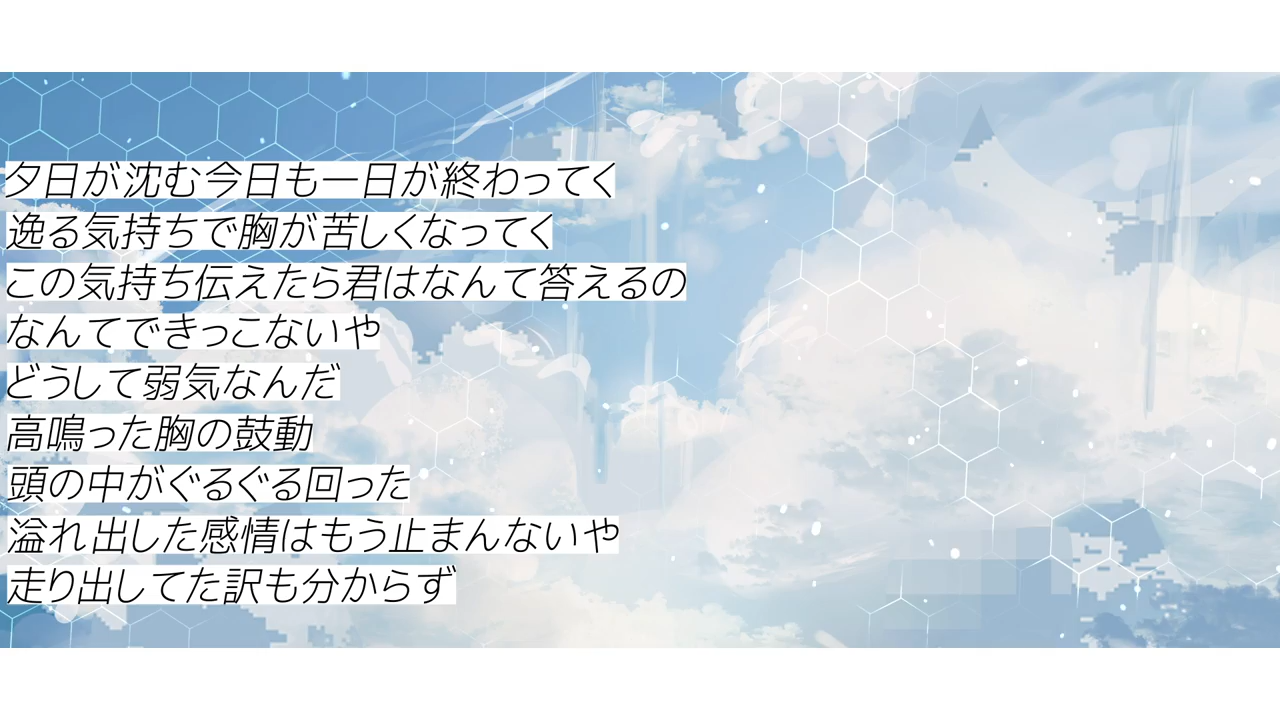 夕日が沈む今日も一日が終わってく
逸る気持ちで胸が苦しくなってく
この気持ち伝えたら君はなんて答えるの
なんてできっこないや
どうして弱気なんだ
高鳴った胸の鼓動
頭の中がぐるぐる回った
溢れ出した感情はもう止まんないや
走り出してた訳も分からず